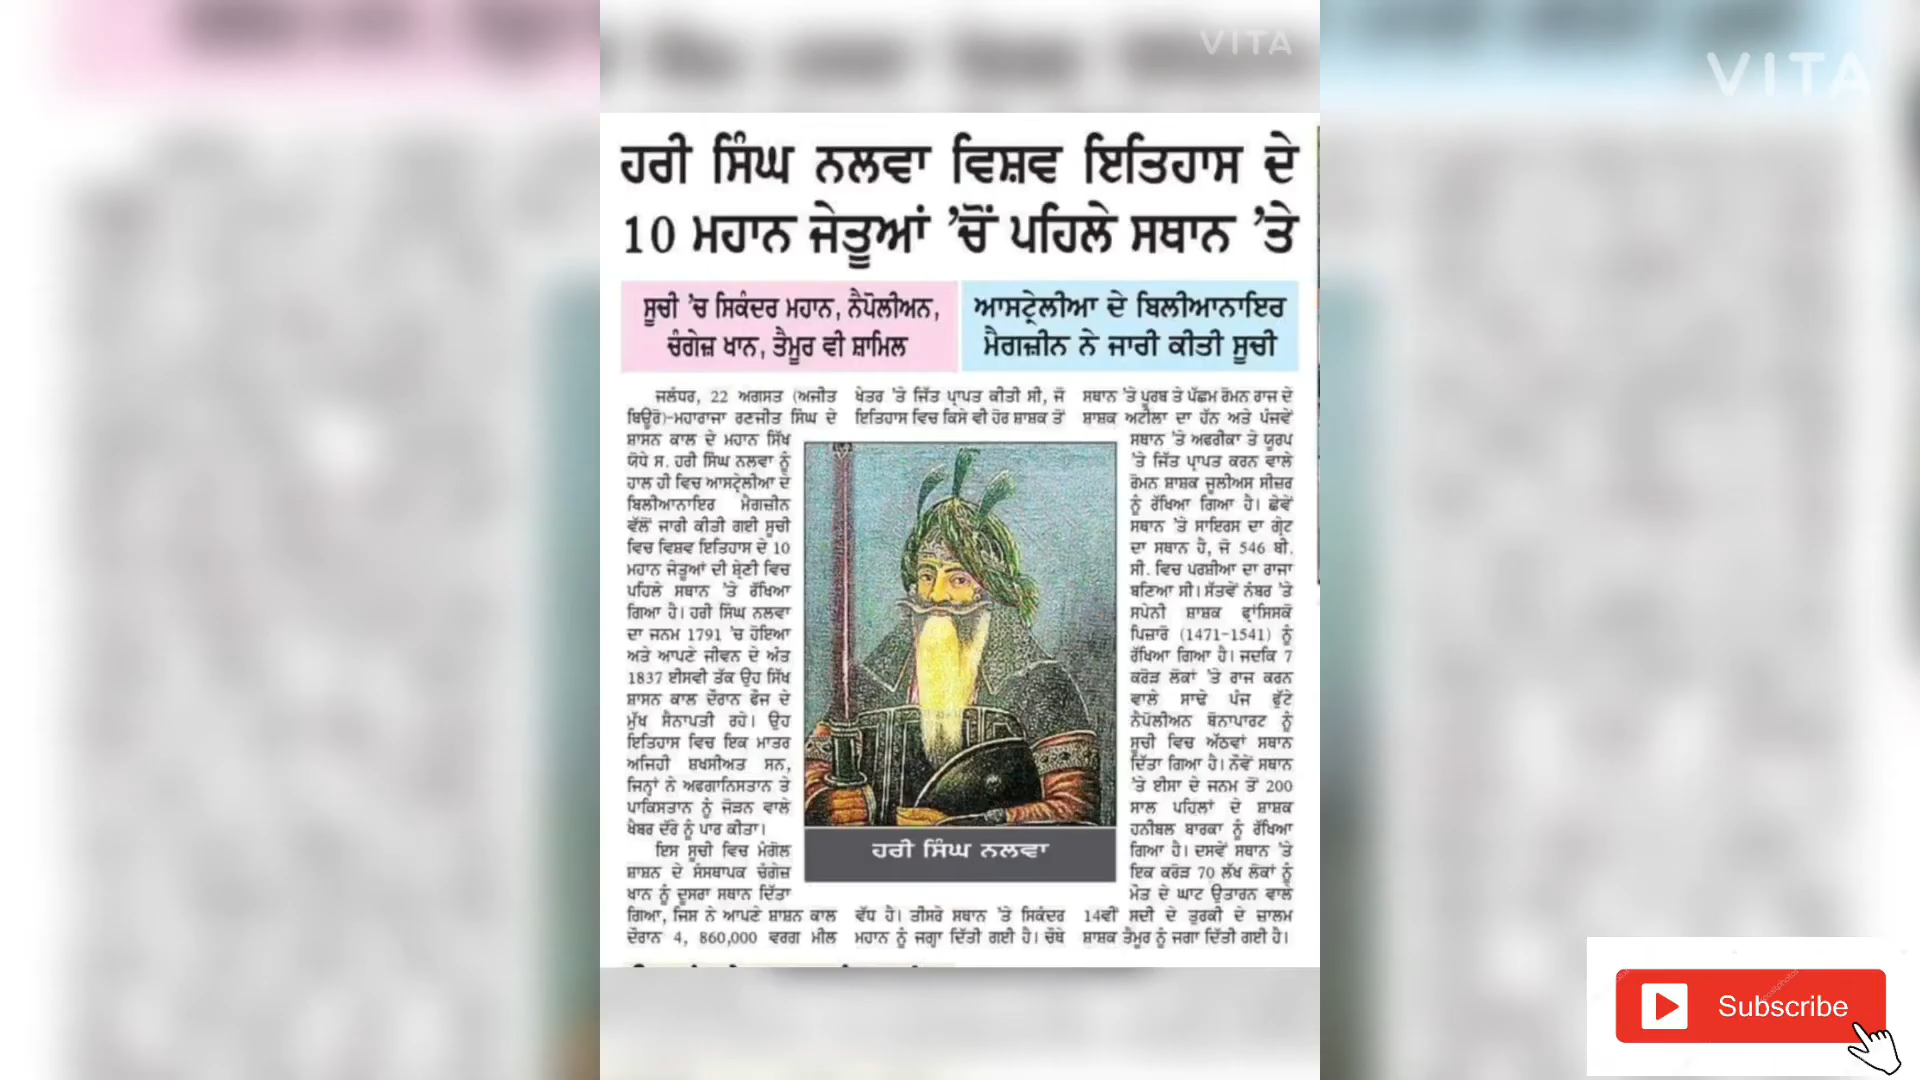 VITA
VITA
ਹਰੀ ਸਿੰਘ ਨਲਵਾ ਵਿਸ਼ਵ ਇਤਿਹਾਸ ਦੇ
10 ਮਹਾਨ ਜੇਤੂਆਂ ’ਚੋਂ ਪਹਿਲੇ ਸਥਾਨ ’ਤੇ
ਸੂਚੀ ’ਚ ਸਿਕੰਦਰ ਮਹਾਨ, ਨੈਪੋਲੀਅਨ,
ਚੰਗੇਜ਼ ਖਾਨ, ਤੈਮੂਰ ਵੀ ਸ਼ਾਮਿਲ
ਆਸਟ੍ਰੇਲੀਆ ਦੇ ਬਿਲੀਆਨਾਇਰ
ਮੈਗਜ਼ੀਨ ਨੇ ਜਾਰੀ ਕੀਤੀ ਸੂਚੀ
ਜਲੰਧਰ, 22 ਅਗਸਤ (ਅਜੀਤ
ਬਿਊਰੋ)-ਮਹਾਰਾਜਾ ਰਣਜੀਤ ਸਿੰਘ ਦੇ
ਸ਼ਾਸਨ ਕਾਲ ਦੇ ਮਹਾਨ ਸਿੱਖ
ਯੋਧੇ ਸ. ਹਰੀ ਸਿੰਘ ਨਲਵਾ ਨੂੰ
ਹਾਲ ਹੀ ਵਿਚ ਆਸਟ੍ਰੇਲੀਆ ਦੇ
ਬਿਲੀਆਨਾਇਰ ਮੈਗਜ਼ੀਨ
ਵੱਲੋਂ ਜਾਰੀ ਕੀਤੀ ਗਈ ਸੂਚੀ
ਵਿਚ ਵਿਸ਼ਵ ਇਤਿਹਾਸ ਦੇ 10
ਮਹਾਨ ਜੇਤੂਆਂ ਦੀ ਸ਼੍ਰੇਣੀ ਵਿਚ
ਪਹਿਲੇ ਸਥਾਨ ’ਤੇ ਰੱਖਿਆ
ਗਿਆ ਹੈ। ਹਰੀ ਸਿੰਘ ਨਲਵਾ
ਦਾ ਜਨਮ 1791 ’ਚ ਹੋਇਆ
ਅਤੇ ਆਪਣੇ ਜੀਵਨ ਦੇ ਅੰਤ
1837 ਈਸਵੀ ਤੱਕ ਉਹ ਸਿੱਖ
ਸ਼ਾਸਨ ਕਾਲ ਦੌਰਾਨ ਫੌਜ ਦੇ
ਮੁੱਖ ਸੈਨਾਪਤੀ ਰਹੇ। ਉਹ
ਇਤਿਹਾਸ ਵਿਚ ਇਕ ਮਾਤਰ
ਅਜਿਹੀ ਸ਼ਖਸੀਅਤ ਸਨ,
ਜਿਨ੍ਹਾਂ ਨੇ ਅਫਗਾਨਿਸਤਾਨ ਤੇ
ਪਾਕਿਸਤਾਨ ਨੂੰ ਜੋੜਨ ਵਾਲੇ
ਖੈਬਰ ਦੱਰੇ ਨੂੰ ਪਾਰ ਕੀਤਾ।
ਇਸ ਸੂਚੀ ਵਿਚ ਮੰਗੋਲ
ਸ਼ਾਸ਼ਨ ਦੇ ਸੰਸਥਾਪਕ ਚੰਗੇਜ਼
ਖਾਨ ਨੂੰ ਦੂਸਰਾ ਸਥਾਨ ਦਿੱਤਾ
ਗਿਆ, ਜਿਸ ਨੇ ਆਪਣੇ ਸ਼ਾਸ਼ਨ ਕਾਲ
ਦੌਰਾਨ 4, 860,000 ਵਰਗ ਮੀਲ
ਖੇਤਰ ’ਤੇ ਜਿੱਤ ਪ੍ਰਾਪਤ ਕੀਤੀ ਸੀ, ਜੋ
ਇਤਿਹਾਸ ਵਿਚ ਕਿਸੇ ਵੀ ਹੋਰ ਸ਼ਾਸ਼ਕ ਤੋਂ
ਹਰੀ ਸਿੰਘ ਨਲਵਾ
ਵੱਧ ਹੈ। ਤੀਸਰੇ ਸਥਾਨ ’ਤੇ ਸਿਕੰਦਰ
ਮਹਾਨ ਨੂੰ ਜਗ੍ਹਾ ਦਿੱਤੀ ਗਈ ਹੈ। ਚੌਥੇ
ਸਥਾਨ ’ਤੇ ਪੂਰਬ ਤੇ ਪੱਛਮ ਰੋਮਨ ਰਾਜ ਦੇ
ਸ਼ਾਸਕ ਅਟੀਲਾ ਦਾ ਹੱਨ ਅਤੇ ਪੰਜਵੇਂ
ਸਥਾਨ ’ਤੇ ਅਫਰੀਕਾ ਤੇ ਯੂਰਪ
’ਤੇ ਜਿੱਤ ਪ੍ਰਾਪਤ ਕਰਨ ਵਾਲੇ
ਰੋਮਨ ਸ਼ਾਸਕ ਜੂਲੀਅਸ ਸੀਜ਼ਰ
ਨੂੰ ਰੱਖਿਆ ਗਿਆ ਹੈ। ਛੇਵੇਂ
ਸਥਾਨ ’ਤੇ ਸਾਇਰਸ ਦਾ ਗ੍ਰੇਟ
ਦਾ ਸਥਾਨ ਹੈ, ਜੋ 546 ਬੀ.
ਸੀ. ਵਿਚ ਪਰਸ਼ੀਆ ਦਾ ਰਾਜਾ
ਬਣਿਆ ਸੀ। ਸੱਤਵੇਂ ਨੰਬਰ ’ਤੇ
ਸਪੇਨੀ ਸ਼ਾਸਕ ਫ੍ਰਾਂਸਿਸਕੋ
ਪਿਜ਼ਾਰੋ (1471-1541) ਨੂੰ
ਰੱਖਿਆ ਗਿਆ ਹੈ। ਜਦਕਿ 7
ਕਰੋੜ ਲੋਕਾਂ ’ਤੇ ਰਾਜ ਕਰਨ
ਵਾਲੇ ਸਾਢੇ ਪੰਜ ਫੁੱਟੇ
ਨੈਪੋਲੀਅਨ ਬੋਨਾਪਾਰਟ ਨੂੰ
ਸੂਚੀ ਵਿਚ ਅੱਠਵਾਂ ਸਥਾਨ
ਦਿੱਤਾ ਗਿਆ ਹੈ। ਨੌਵੇਂ ਸਥਾਨ
’ਤੇ ਈਸਾ ਦੇ ਜਨਮ ਤੋਂ 200
ਸਾਲ ਪਹਿਲਾਂ ਦੇ ਸ਼ਾਸ਼ਕ
ਹਨੀਬਲ ਬਾਰਕਾ ਨੂੰ ਰੱਖਿਆ
ਗਿਆ ਹੈ। ਦਸਵੇਂ ਸਥਾਨ ’ਤੇ
ਇਕ ਕਰੋੜ 70 ਲੱਖ ਲੋਕਾਂ ਨੂੰ
ਮੌਤ ਦੇ ਘਾਟ ਉਤਾਰਨ ਵਾਲੇ
14ਵੀਂ ਸਦੀ ਦੇ ਤੁਰਕੀ ਦੇ ਜ਼ਾਲਮ
ਸ਼ਾਸ਼ਕ ਤੈਮੂਰ ਨੂੰ ਜਗਾ ਦਿੱਤੀ ਗਈ ਹੈ।
Subscribe